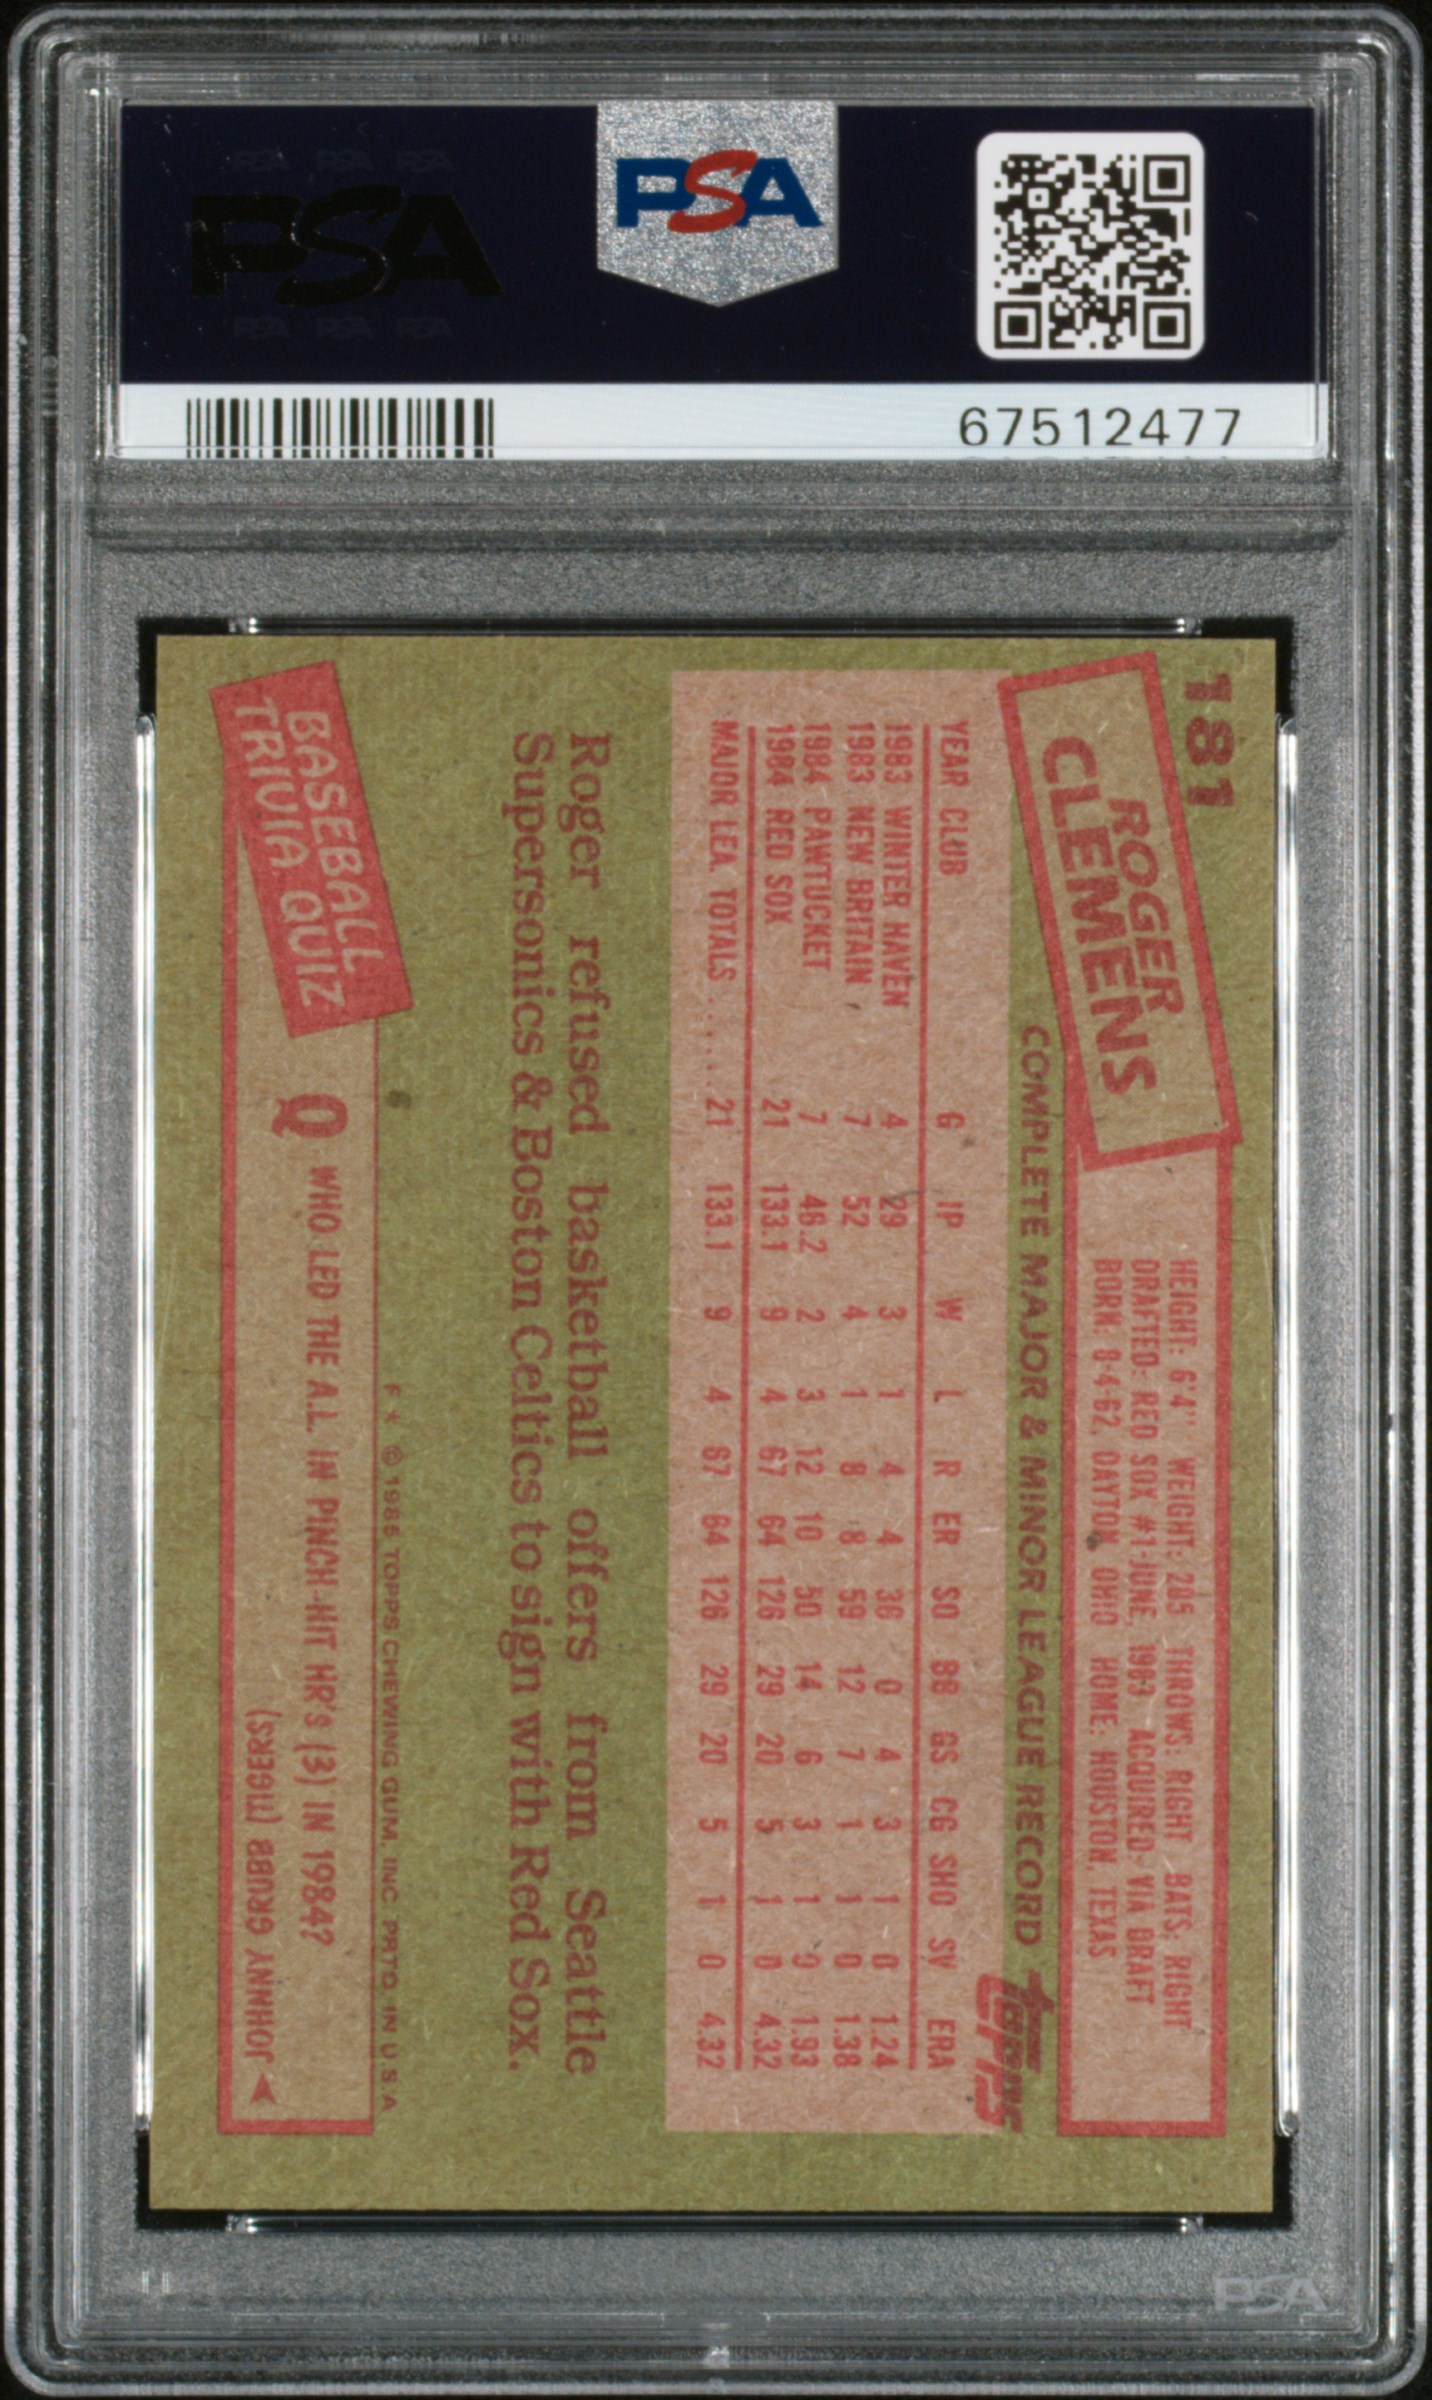 PSA
PSA PSA PSA
PSA
PSA PSA PSA
67512477
181
ROGER
CLEMENS
HEIGHT: 6'4" WEIGHT: 205 THROWS: RIGHT BATS: RIGHT
DRAFTED: RED SOX #1-JUNE, 1983 ACQUIRED: VIA DRAFT
BORN: 8-4-62, DAYTON, OHIO HOME: HOUSTON, TEXAS
COMPLETE MAJOR & MINOR LEAGUE RECORD
Topps
YEAR CLUB G IP W L R ER SO BB GS CG SHO SV ERA
1983 WINTER HAVEN 4 29 3 1 4 4 36 0 4 3 1 0 1.24
1983 NEW BRITAIN 7 52 4 1 8 8 59 12 7 1 1 0 1.38
1984 PAWTUCKET 7 46.2 2 3 12 10 50 14 6 3 1 0 1.93
1984 RED SOX 21 133.1 9 4 67 64 126 29 20 5 1 0 4.32
MAJOR LEA. TOTALS ...... 21 133.1 9 4 67 64 126 29 20 5 1 0 4.32
Roger refused basketball offers from Seattle
Supersonics & Boston Celtics to sign with Red Sox.
F * © 1985 TOPPS CHEWING GUM, INC. PRTD. IN U.S.A.
BASEBALL
TRIVIA QUIZ
Q WHO LED THE A.L. IN PINCH-HIT HR's (3) IN 1984?
JOHNNY GRUBB (TIGERS)
PSA